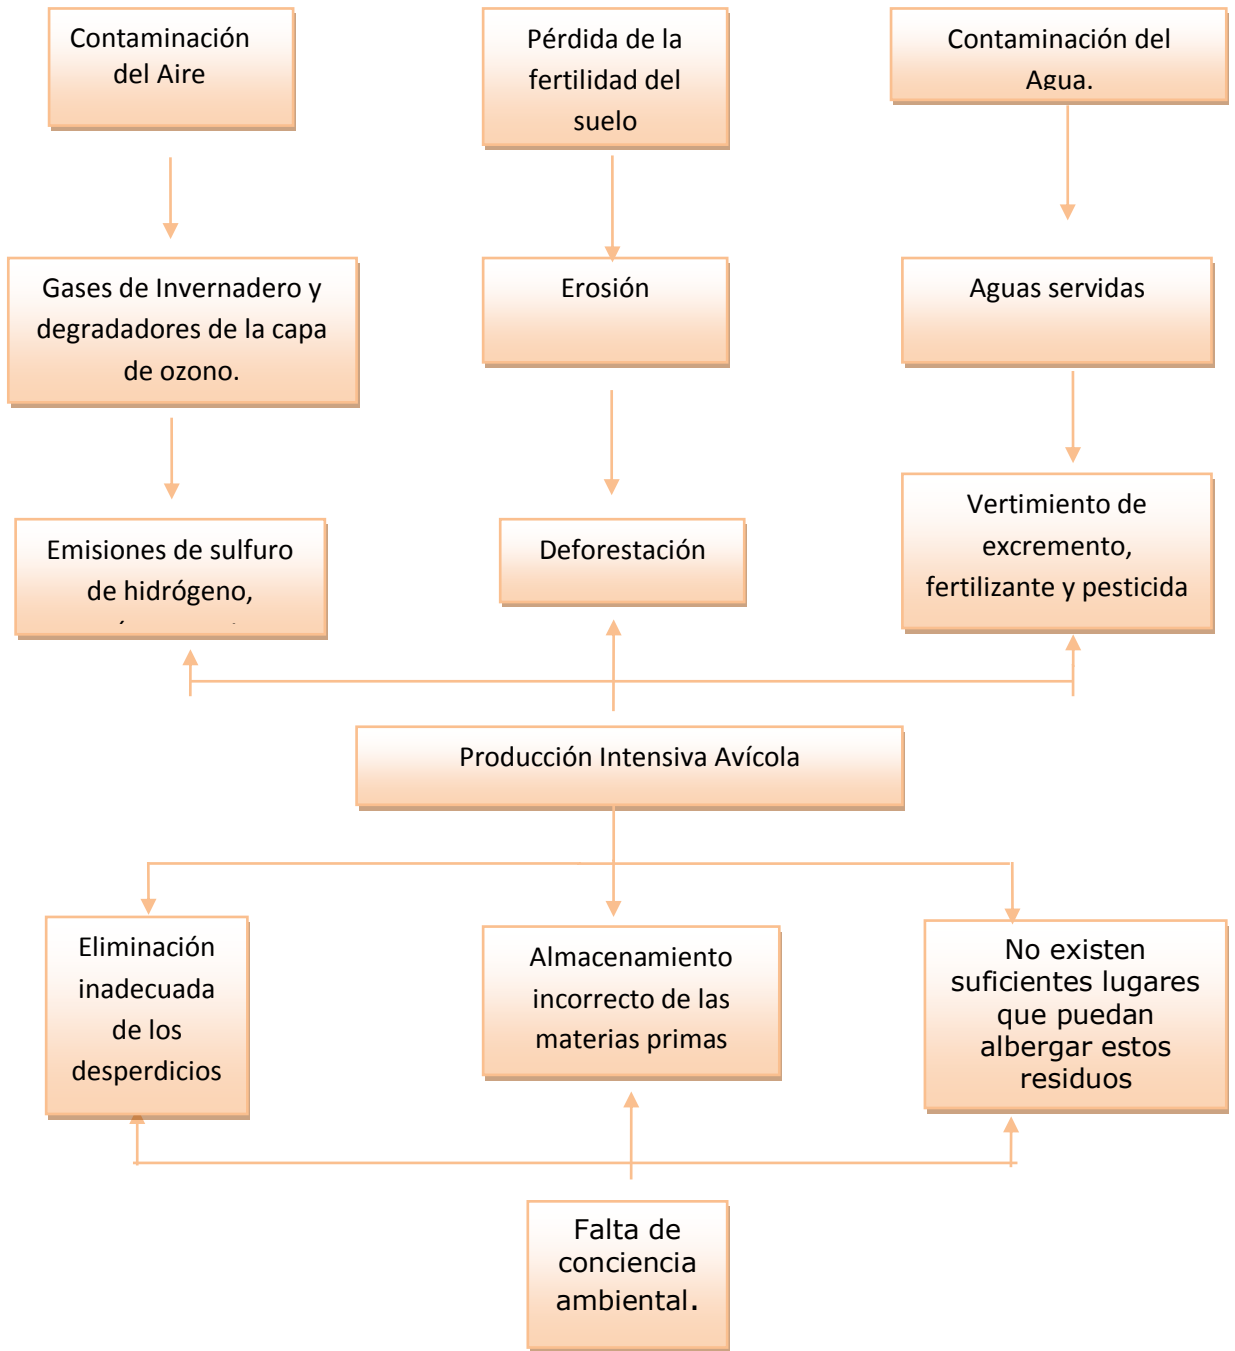 Contaminación
del Aire
Pérdida de la
fertilidad del
suelo
Contaminación del
Agua.
Gases de Invernadero y
degradadores de la capa
de ozono.
Erosión
Aguas servidas
Emisiones de sulfuro
de hidrógeno,
Deforestación
Vertimiento de
excremento,
fertilizante y pesticida
Producción Intensiva Avícola
Eliminación
inadecuada
de los
desperdicios
Almacenamiento
incorrecto de las
materias primas
No existen
suficientes lugares
que puedan
albergar estos
residuos
Falta de
conciencia
ambiental.